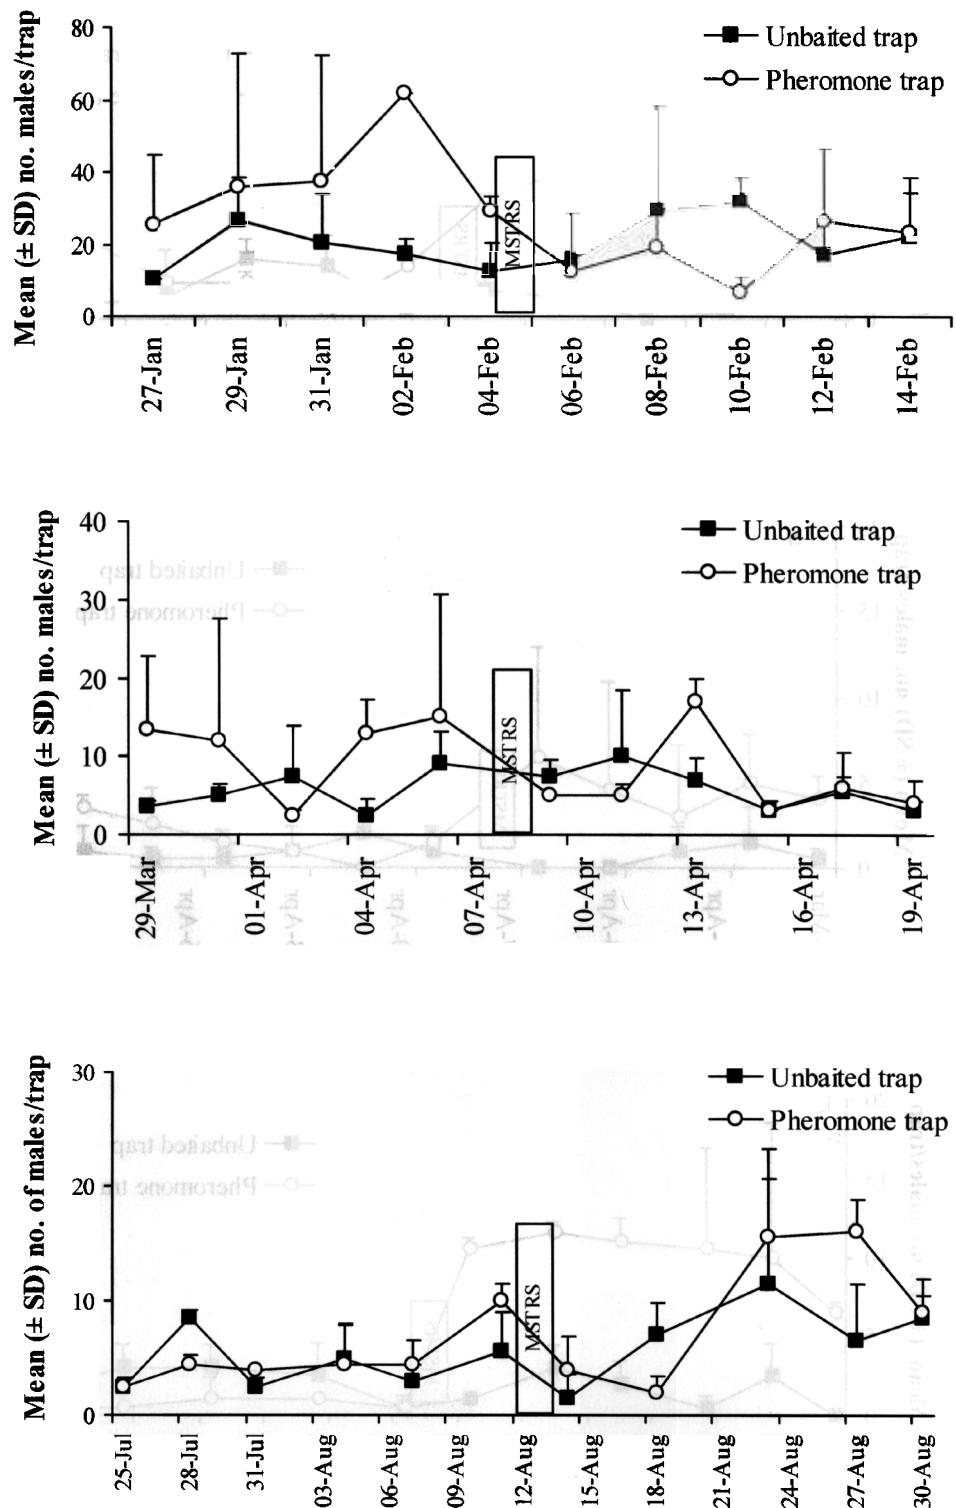 Mean (± SD) no. males/trap
80
60
40
20
0
Unbaited trap
Pheromone trap
MSTRS
27-Jan
29-Jan
31-Jan
02-Feb
04-Feb
06-Feb
08-Feb
10-Feb
12-Feb
14-Feb
Mean (± SD) no. males/trap
40
30
20
10
0
Unbaited trap
Pheromone trap
MSTRS
29-Mar
01-Apr
04-Apr
07-Apr
10-Apr
13-Apr
16-Apr
19-Apr
Mean (± SD) no. of males/trap
30
20
10
0
Unbaited trap
Pheromone trap
MSTRS
25-Jul
28-Jul
31-Jul
03-Aug
06-Aug
09-Aug
12-Aug
15-Aug
18-Aug
21-Aug
24-Aug
27-Aug
30-Aug